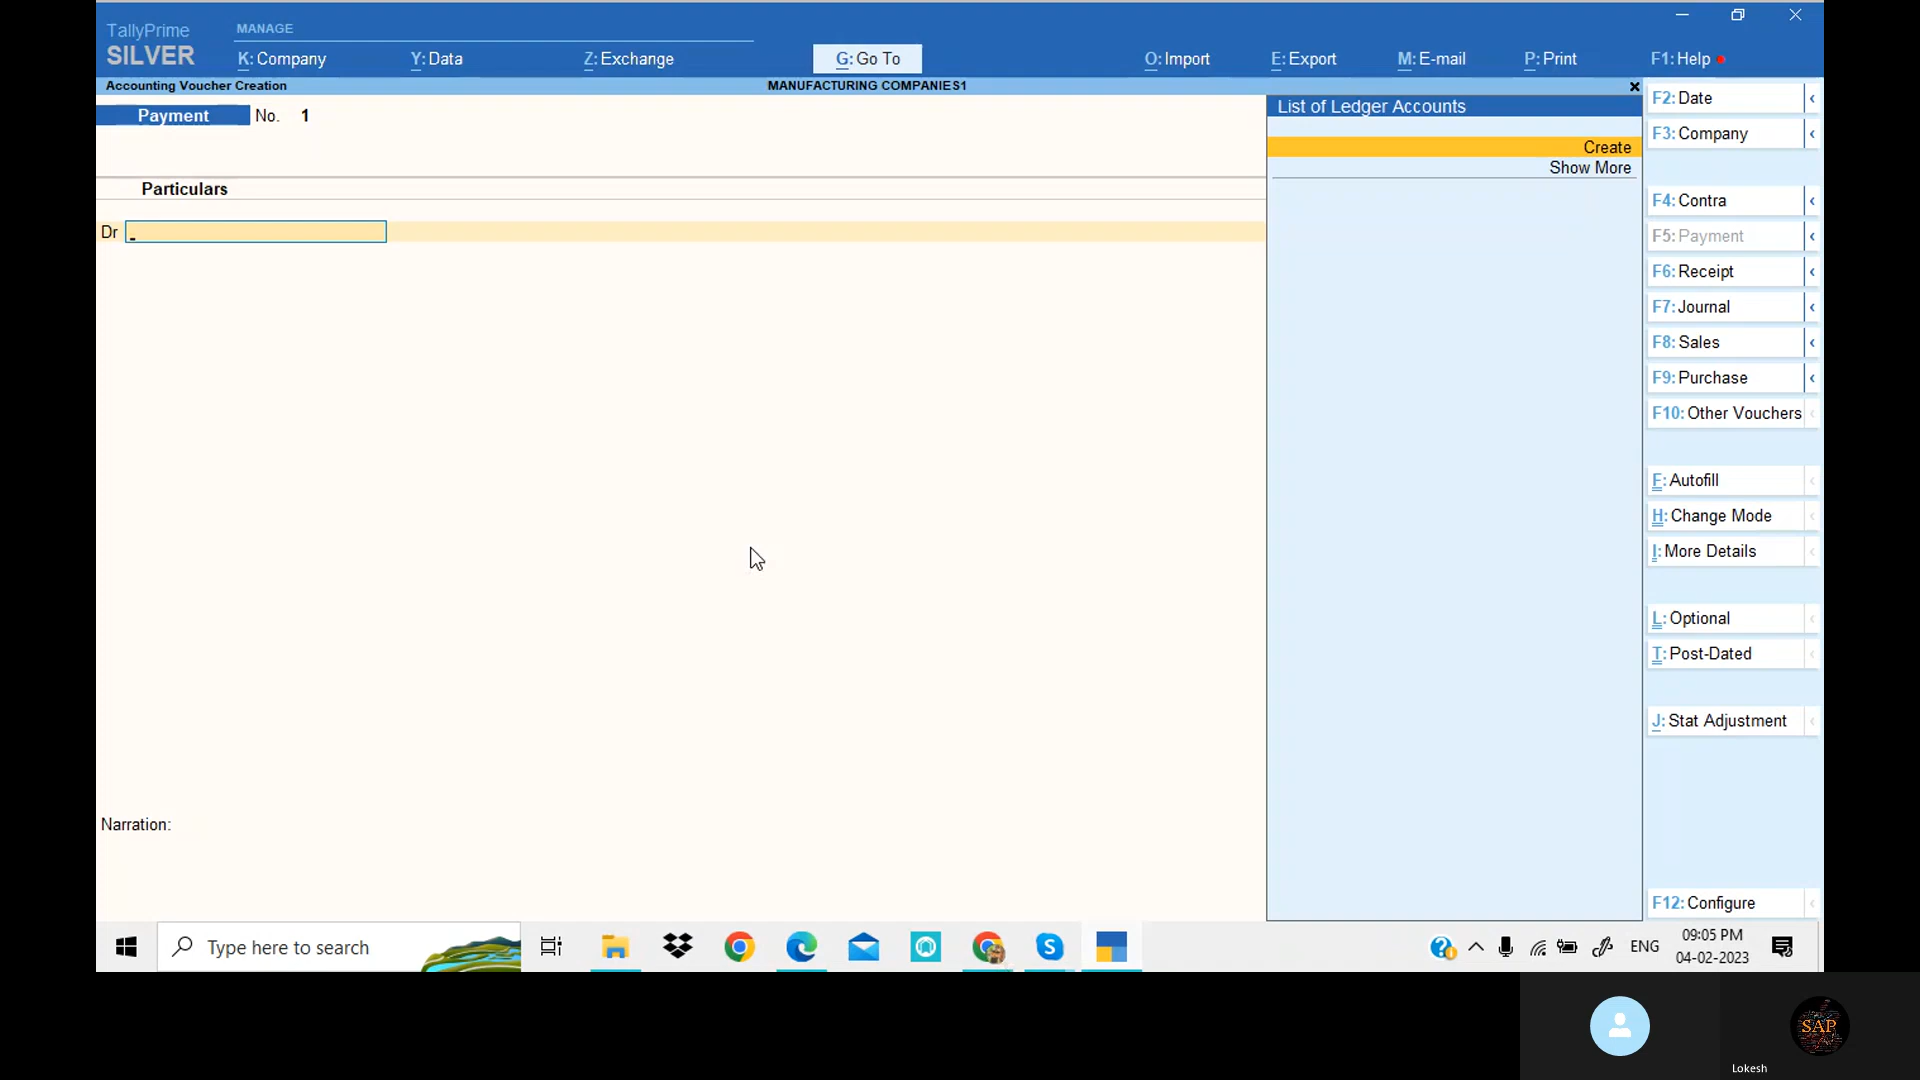 TallyPrime
SILVER
MANAGE
K: Company
Y: Data
Z: Exchange
G: Go To
O: Import
E: Export
M: E-mail
P: Print
F1: Help
Accounting Voucher Creation
MANUFACTURING COMPANIES1
Payment No. 1
Particulars
Dr
Narration:
List of Ledger Accounts
Create
Show More
F2: Date
F3: Company
F4: Contra
F5: Payment
F6: Receipt
F7: Journal
F8: Sales
F9: Purchase
F10: Other Vouchers
F: Autofill
H: Change Mode
I: More Details
L: Optional
T: Post-Dated
J: Stat Adjustment
F12: Configure
Type here to search
ENG
09:05 PM
04-02-2023
SAP
Lokesh